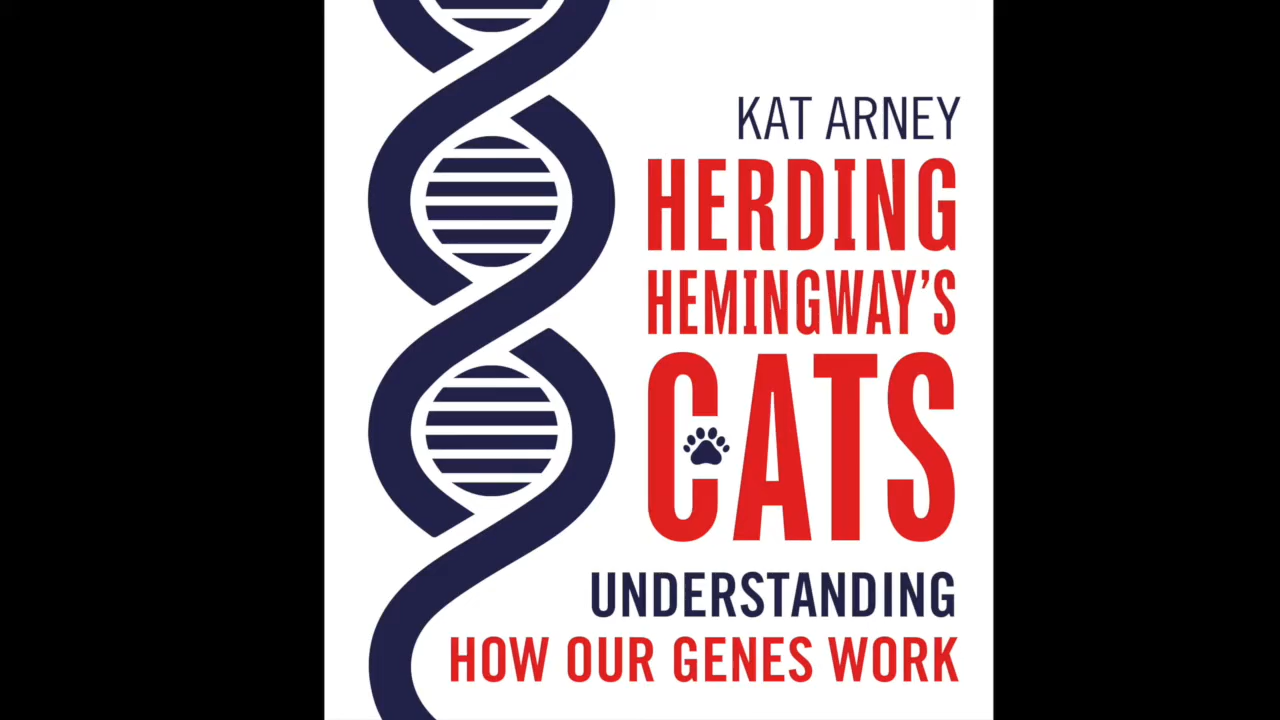 KAT ARNEY
HERDING
HEMINGWAY'S
CATS
UNDERSTANDING
HOW OUR GENES WORK